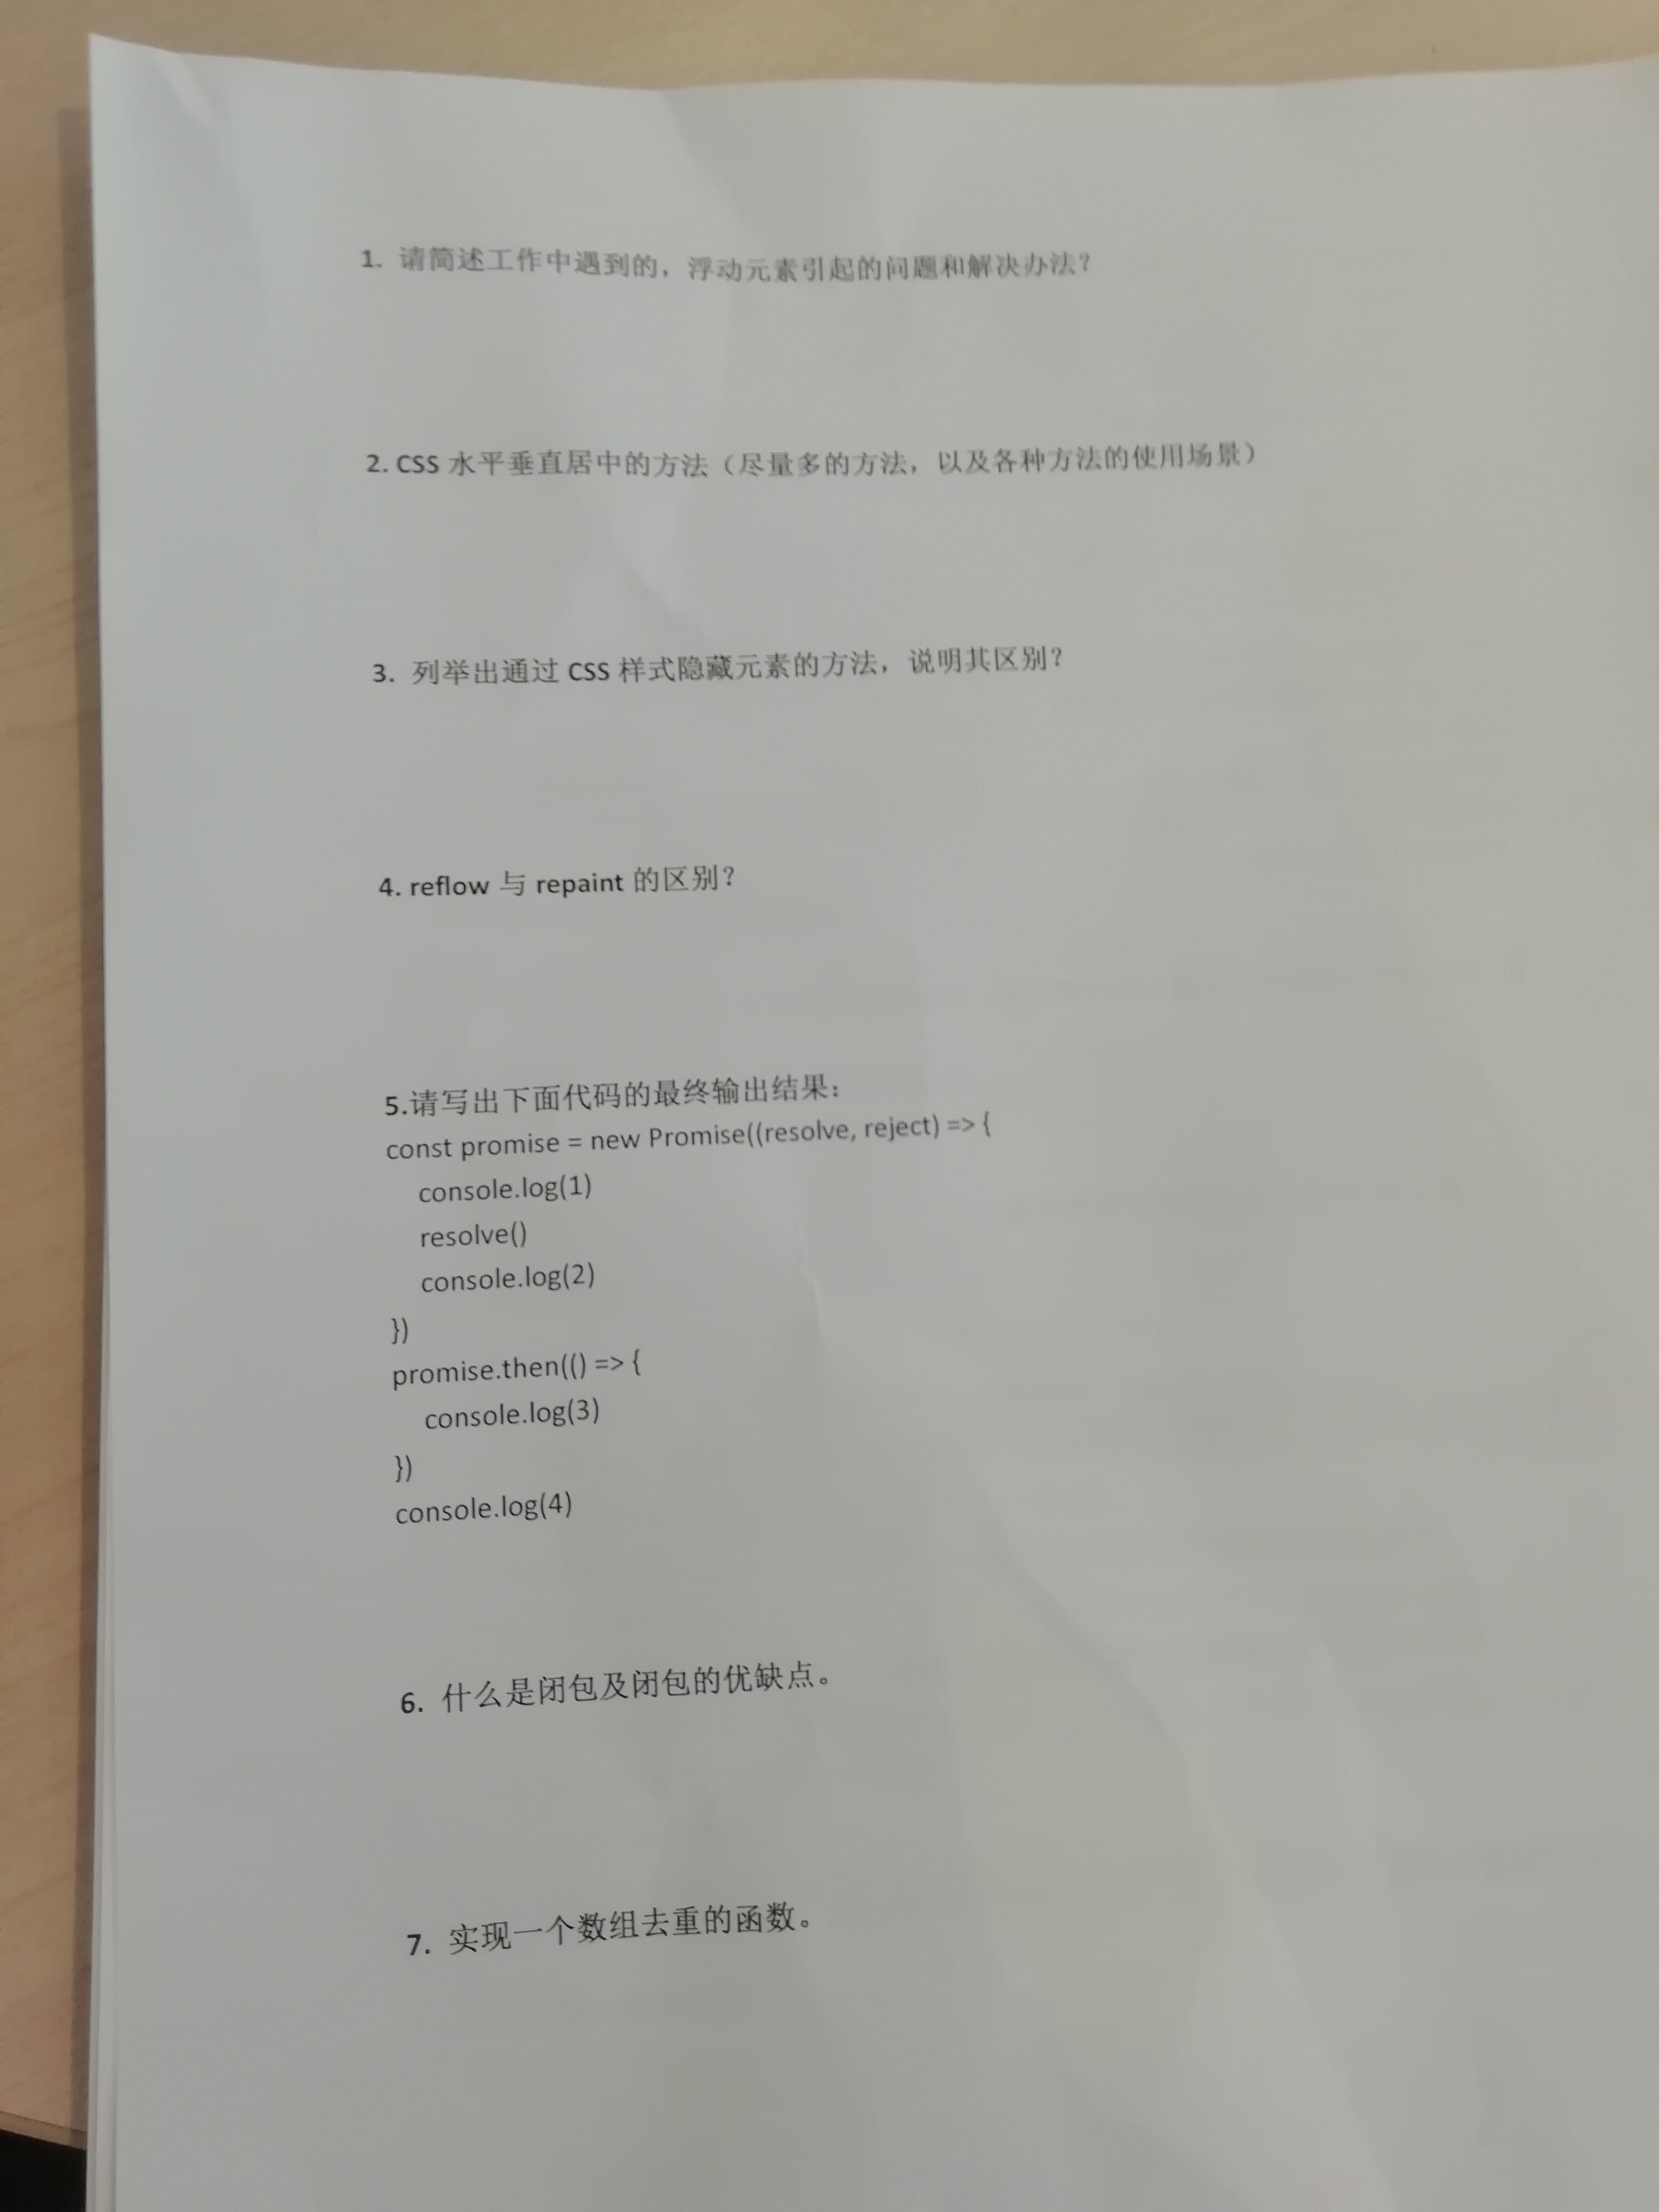 1. 请简述工作中遇到的，浮动元素引起的问题和解决办法？
2. CSS 水平垂直居中的方法（尽量多的方法，以及各种方法的使用场景）
3. 列举出通过 CSS 样式隐藏元素的方法，说明其区别？
4. reflow 与 repaint 的区别？
5.请写出下面代码的最终输出结果：
const promise = new Promise((resolve, reject) => {
console.log(1)
resolve()
console.log(2)
})
promise.then(() => {
console.log(3)
})
console.log(4)
6. 什么是闭包及闭包的优缺点。
7. 实现一个数组去重的函数。